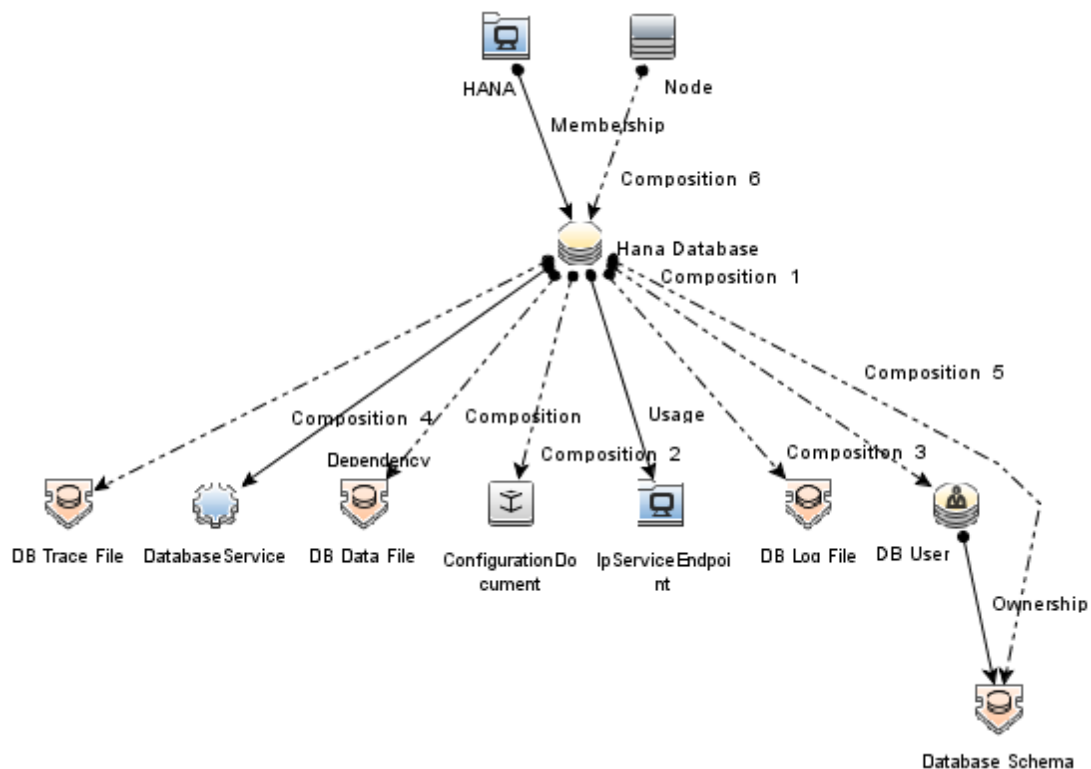 HANA
Node
Membership
Composition 6
Hana Database
Composition 1
Composition 5
Composition 4
Composition
Usage
Dependency
Composition 2
Composition 3
DB Trace File
DatabaseService
DB Data File
ConfigurationDo
cument
IpServiceEndpoi
nt
DB Log File
DB User
Ownership
Database Schema